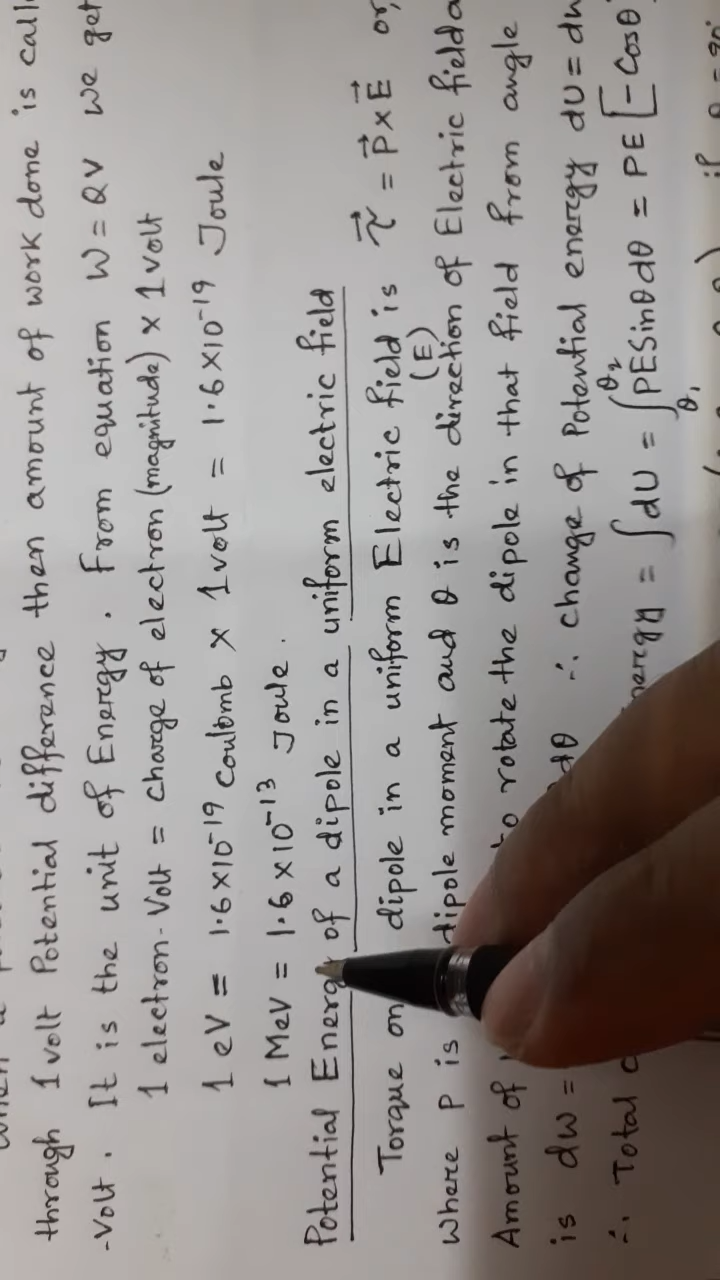 through 1 volt Potential difference then amount of work done is
-Volt. It is the unit of Energy. From equation W = QV we get
1 electron-Volt = charge of electron (magnitude) × 1 volt
1 eV = 1.6×10⁻¹⁹ Coulomb × 1 volt = 1.6×10⁻¹⁹ Joule
1 MeV = 1.6×10⁻¹³ Joule.
Potential Energy of a dipole in a uniform electric field
Torque on dipole in a uniform Electric field is τ⃗ = P⃗×E⃗ or,
where P is dipole moment and θ is the direction of Electric field (E)
Amount of to rotate the dipole in that field from angle
is dw = dθ ∴ change of Potential energy dU = dw
∴ Total energy = ∫dU = ∫_θ₁^θ₂ PE Sinθ dθ = PE [-Cosθ